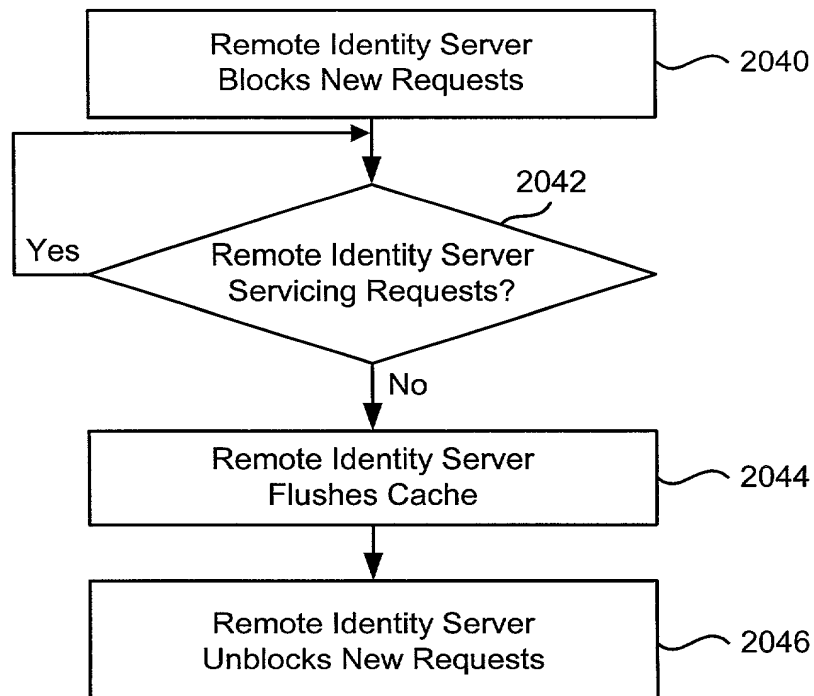 Remote Identity Server
Blocks New Requests
2040
2042
Yes
Remote Identity Server
Servicing Requests?
No
Remote Identity Server
Flushes Cache
2044
Remote Identity Server
Unblocks New Requests
2046